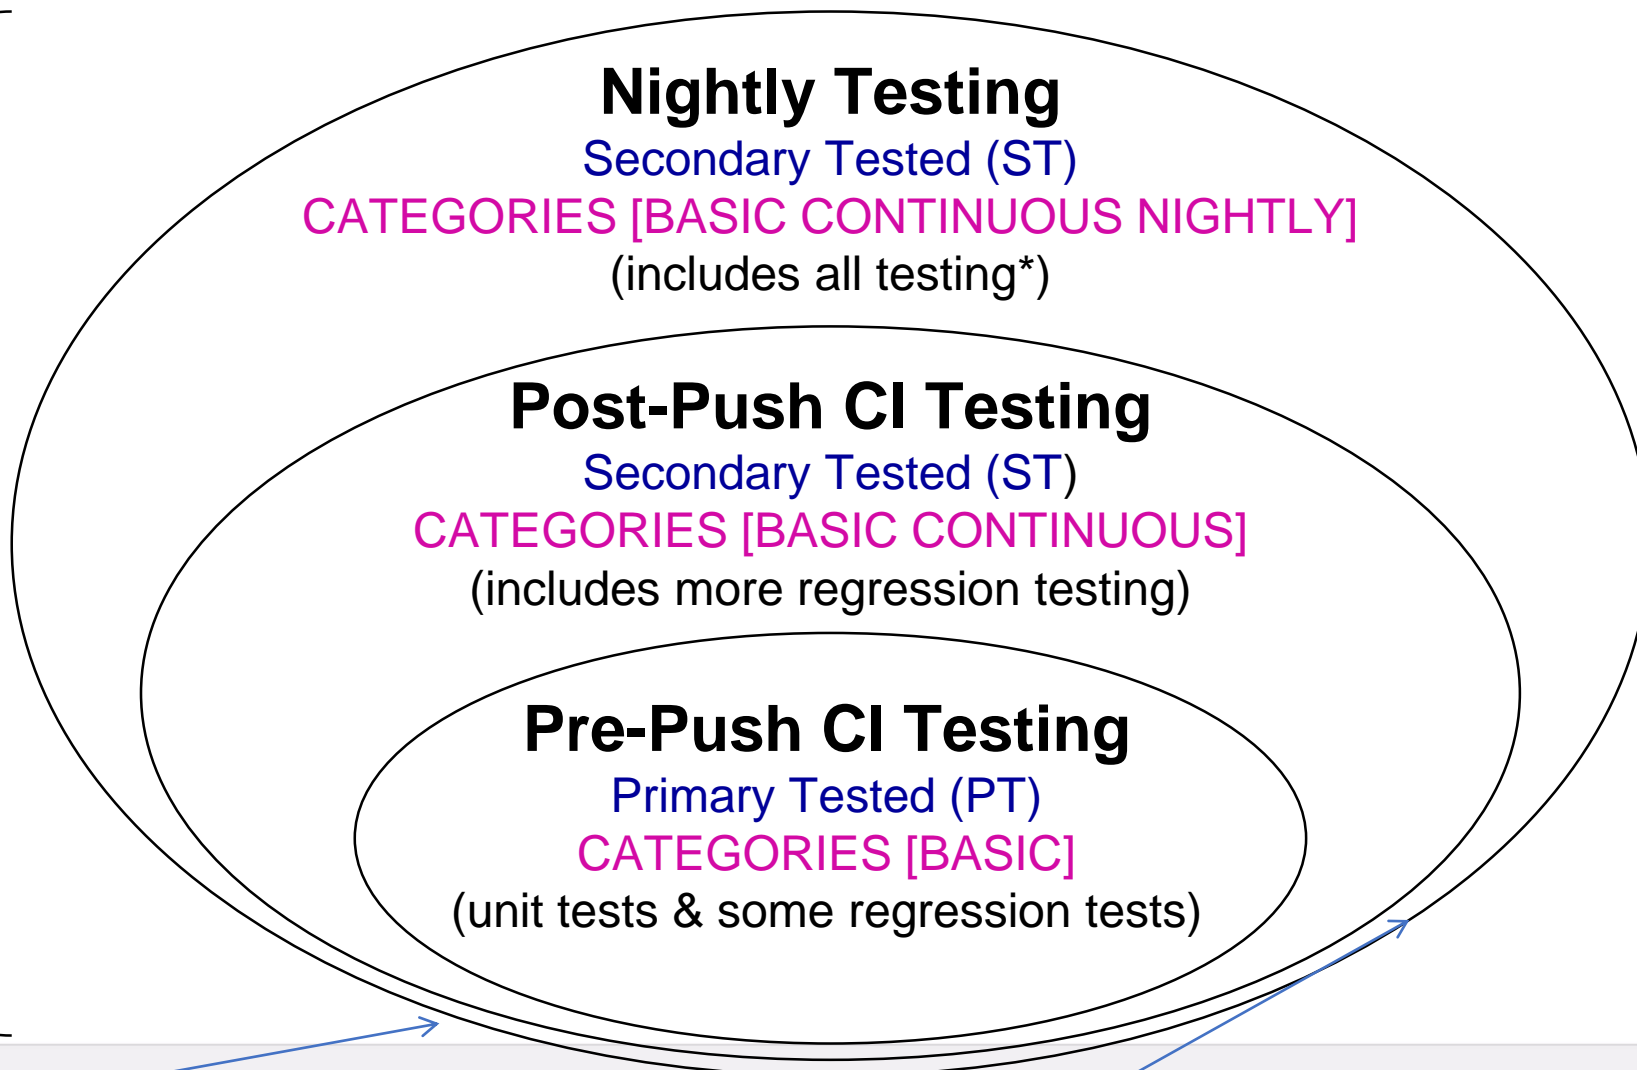 Nightly Testing
Secondary Tested (ST)
CATEGORIES [BASIC CONTINUOUS NIGHTLY]
(includes all testing*)
Post-Push CI Testing
Secondary Tested (ST)
CATEGORIES [BASIC CONTINUOUS]
(includes more regression testing)
Pre-Push CI Testing
Primary Tested (PT)
CATEGORIES [BASIC]
(unit tests & some regression tests)